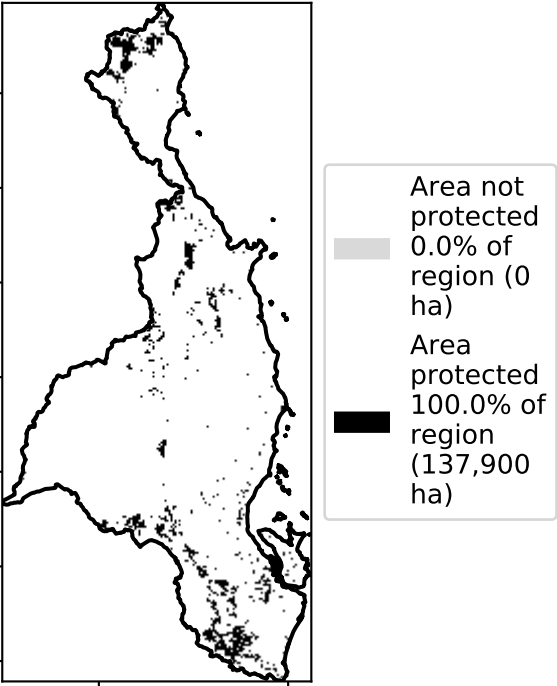 Area not
protected
0.0% of
region (0
ha)
Area
protected
100.0% of
region
(137,900
ha)